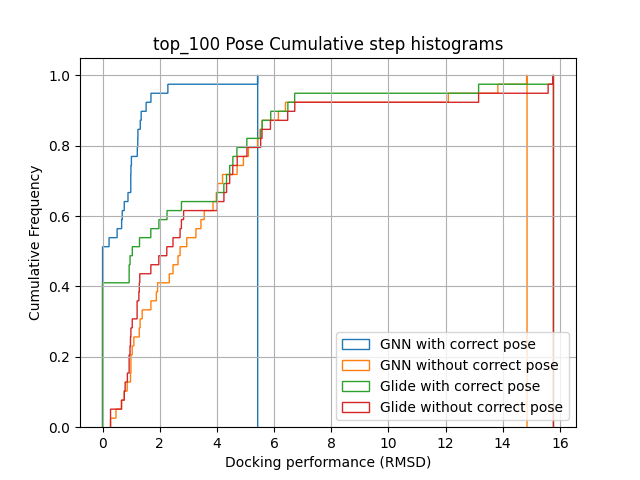 top_100 Pose Cumulative step histograms
1.0
0.8
0.6
0.4
0.2
0.0
Cumulative Frequency
GNN with correct pose
GNN without correct pose
Glide with correct pose
Glide without correct pose
0 2 4 6 8 10 12 14 16
Docking performance (RMSD)